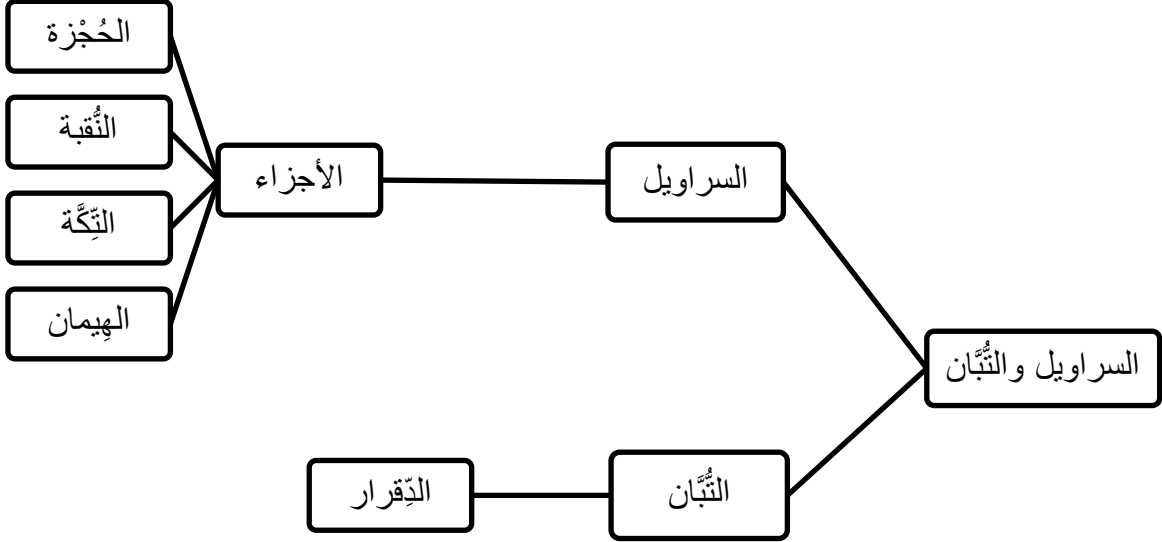 السراويل والتُّبَّان
السراويل
الأجزاء
الحُجْزة
النُّقبة
التِّكَّة
الهِيمان
التُّبَّان
الدِّقرار